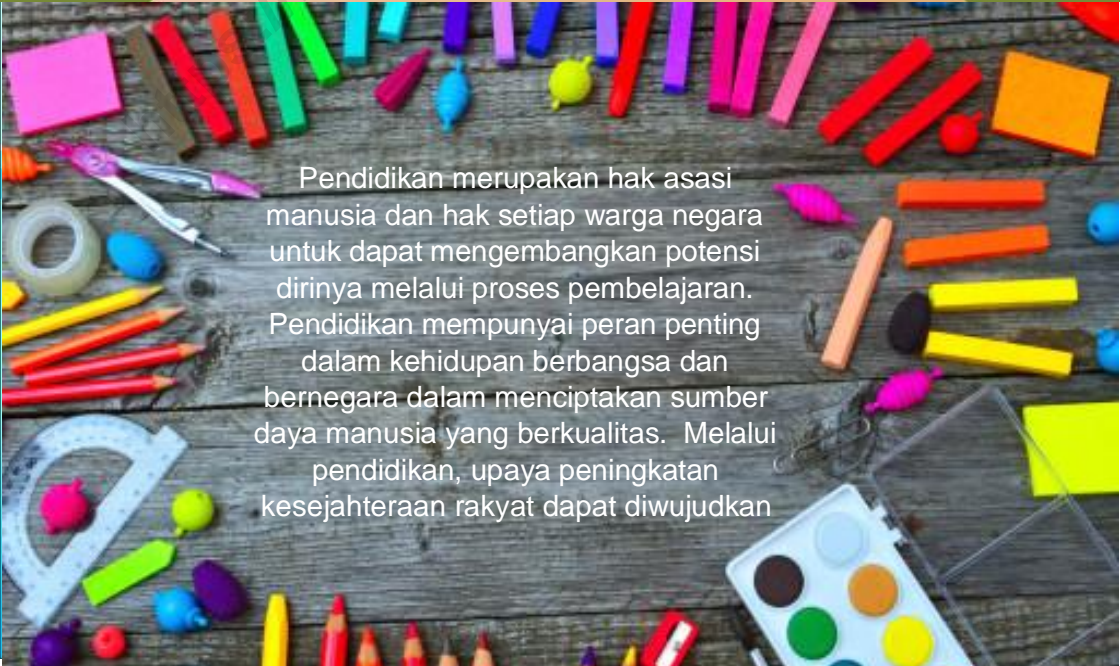 Pendidikan merupakan hak asasi
manusia dan hak setiap warga negara
untuk dapat mengembangkan potensi
dirinya melalui proses pembelajaran.
Pendidikan mempunyai peran penting
dalam kehidupan berbangsa dan
bernegara dalam menciptakan sumber
daya manusia yang berkualitas.  Melalui
pendidikan, upaya peningkatan
kesejahteraan rakyat dapat diwujudkan